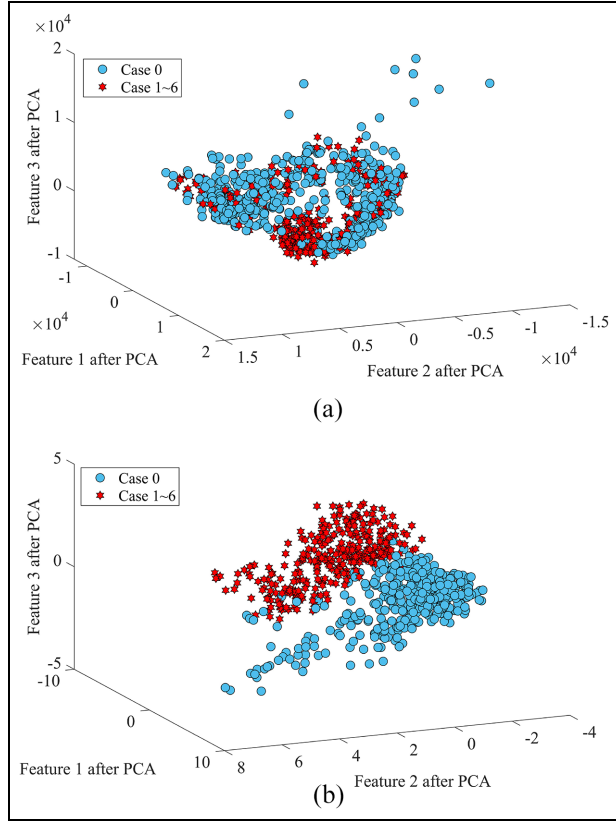 ×10⁴
2
1
0
-1
Feature 3 after PCA
Case 0
Case 1~6
-1
0
1
2
×10⁴
Feature 1 after PCA
1.5
1
0.5
0
-0.5
-1
-1.5
×10⁴
Feature 2 after PCA
(a)
5
0
-5
Feature 3 after PCA
Case 0
Case 1~6
-10
0
10
Feature 1 after PCA
8
6
4
2
0
-2
-4
Feature 2 after PCA
(b)